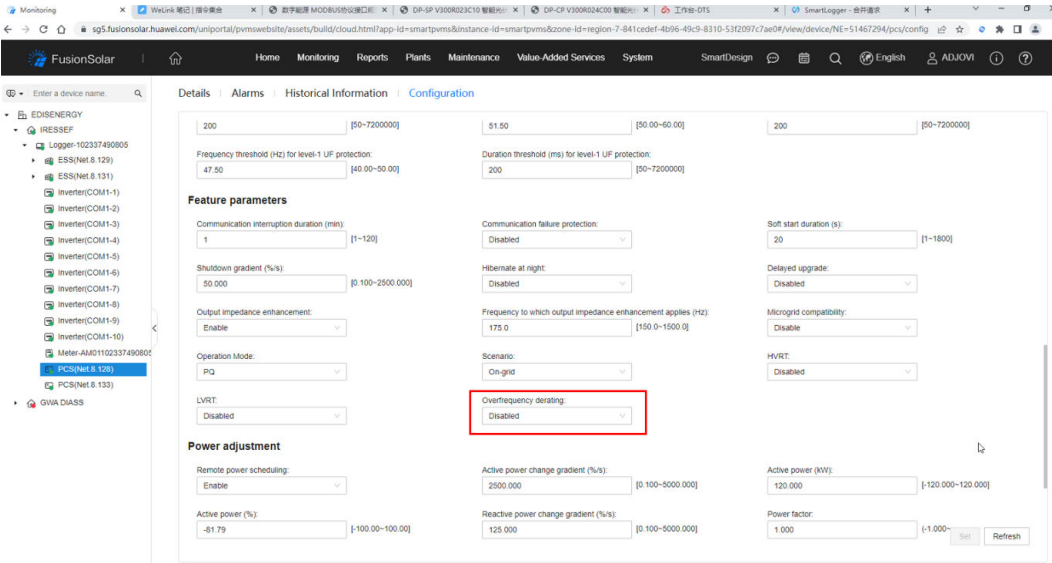 Monitoring
WeLink 笔记 | 指令集合
数字能源 MODBUS协议接口
DP-SP V300R023C10 智能光
DP-CP V300R024C00 智能光
工作台-DTS
SmartLogger - 合并请求
sg5.fusionsolar.huawei.com/uniportal/pvmswebsite/assets/build/cloud.html?app-id=smartpvms&instance-id=smartpvms&zone-id=region-7-841cedef-4b96-49c9-8310-53f2097c7ae0#/view/device/NE=51467294/pcs/config
FusionSolar Home Monitoring Reports Plants Maintenance Value-Added Services System SmartDesign English ADJOVI
Enter a device name.
EDISENERGY
IRESSEF
Logger-102337490805
ESS(Net.8.129)
ESS(Net.8.131)
Inverter(COM1-1)
Inverter(COM1-2)
Inverter(COM1-3)
Inverter(COM1-4)
Inverter(COM1-5)
Inverter(COM1-6)
Inverter(COM1-7)
Inverter(COM1-8)
Inverter(COM1-9)
Inverter(COM1-10)
Meter-AM01102337490805
PCS(Net.8.128)
PCS(Net.8.133)
GWA DIASS
Details Alarms Historical Information Configuration
200 [50~7200000] 51.50 [50.00~60.00] 200 [50~7200000]
Frequency threshold (Hz) for level-1 UF protection: Duration threshold (ms) for level-1 UF protection:
47.50 [40.00~50.00] 200 [50~7200000]
Feature parameters
Communication interruption duration (min): Communication failure protection: Soft start duration (s):
1 [1~120] Disabled 20 [1~1800]
Shutdown gradient (%/s): Hibernate at night: Delayed upgrade:
50.000 [0.100~2500.000] Disabled Disabled
Output impedance enhancement: Frequency to which output impedance enhancement applies (Hz): Microgrid compatibility:
Enable 175.0 [150.0~1500.0] Disable
Operation Mode: Scenario: HVRT:
PQ On-grid Disabled
LVRT: Overfrequency derating:
Disabled Disabled
Power adjustment
Remote power scheduling: Active power change gradient (%/s): Active power (kW):
Enable 2500.000 [0.100~5000.000] 120.000 [-120.000~120.000]
Active power (%): Reactive power change gradient (%/s): Power factor:
-81.79 [-100.00~100.00] 125.000 [0.100~5000.000] 1.000 (-1.000~
Set Refresh